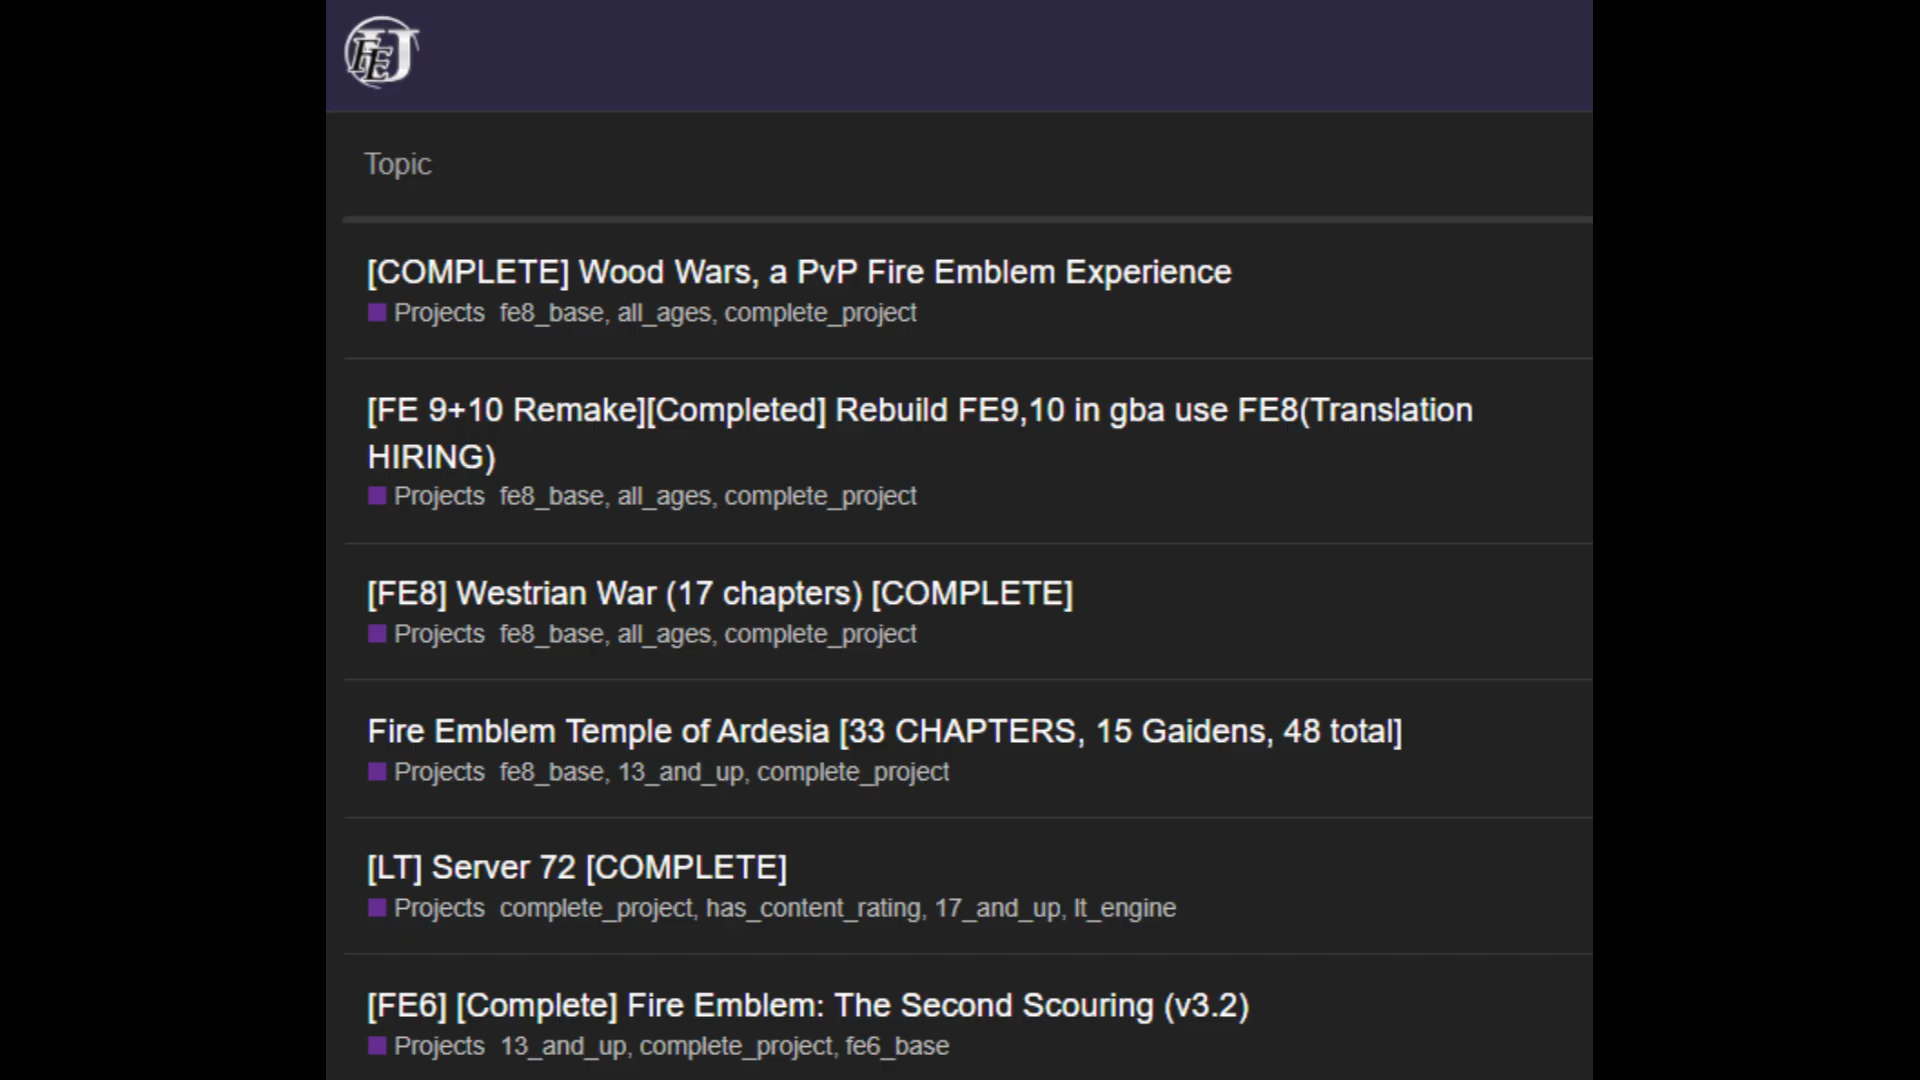 FEU
Topic
[COMPLETE] Wood Wars, a PvP Fire Emblem Experience
Projects fe8_base, all_ages, complete_project
[FE 9+10 Remake][Completed] Rebuild FE9,10 in gba use FE8(Translation
HIRING)
Projects fe8_base, all_ages, complete_project
[FE8] Westrian War (17 chapters) [COMPLETE]
Projects fe8_base, all_ages, complete_project
Fire Emblem Temple of Ardesia [33 CHAPTERS, 15 Gaidens, 48 total]
Projects fe8_base, 13_and_up, complete_project
[LT] Server 72 [COMPLETE]
Projects complete_project, has_content_rating, 17_and_up, lt_engine
[FE6] [Complete] Fire Emblem: The Second Scouring (v3.2)
Projects 13_and_up, complete_project, fe6_base